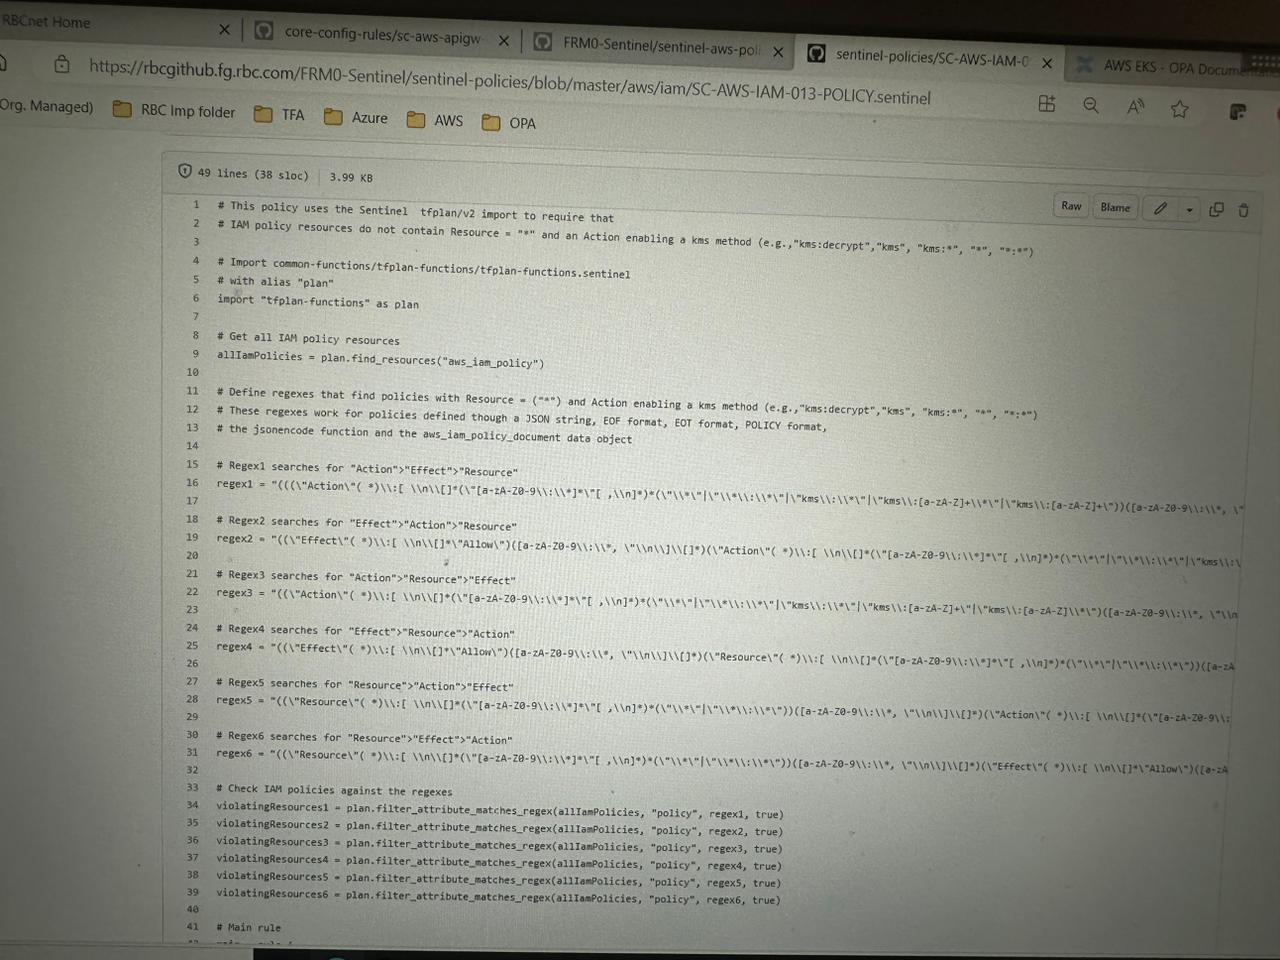 RBCnet Home
core-config-rules/sc-aws-apigw
FRM0-Sentinel/sentinel-aws-poli
sentinel-policies/SC-AWS-IAM-0
AWS EKS - OPA Docum
https://rbcgithub.fg.rbc.com/FRM0-Sentinel/sentinel-policies/blob/master/aws/iam/SC-AWS-IAM-013-POLICY.sentinel
Org. Managed)
RBC Imp folder
TFA
Azure
AWS
OPA
49 lines (38 sloc) 3.99 KB
Raw
Blame
1 # This policy uses the Sentinel tfplan/v2 import to require that
2 # IAM policy resources do not contain Resource = "*" and an Action enabling a kms method (e.g.,"kms:decrypt","kms", "kms:*", "*", "*:*")
3
4 # Import common-functions/tfplan-functions/tfplan-functions.sentinel
5 # with alias "plan"
6 import "tfplan-functions" as plan
7
8 # Get all IAM policy resources
9 allIamPolicies = plan.find_resources("aws_iam_policy")
10
11 # Define regexes that find policies with Resource = ("*") and Action enabling a kms method (e.g.,"kms:decrypt","kms", "kms:*", "*", "*:*")
12 # These regexes work for policies defined though a JSON string, EOF format, EOT format, POLICY format,
13 # the jsonencode function and the aws_iam_policy_document data object
14
15 # Regex1 searches for "Action">"Effect">"Resource"
16 regex1 = "(((\"Action\"( *)\\:[ \\n\\[]*(\"[a-zA-Z0-9\\:\\*]*\"[ ,\\n]*)*(\"\\*\"|\"\\*\\:\\*\"|\"kms\\:\\*\"|\"kms\\:[a-zA-Z]+\\*\"|\"kms\\:[a-zA-Z]+\"))([a-zA-Z0-9\\:\\*, \"
17
18 # Regex2 searches for "Effect">"Action">"Resource"
19 regex2 = "((\"Effect\"( *)\\:[ \\n\\[]*\"Allow\")([a-zA-Z0-9\\:\\*, \"\\n\\]\\[]*)(\"Action\"( *)\\:[ \\n\\[]*(\"[a-zA-Z0-9\\:\\*]*\"[ ,\\n]*)*(\"\\*\"|\"\\*\\:\\*\"|\"kms\\:\
20
21 # Regex3 searches for "Action">"Resource">"Effect"
22 regex3 = "((\"Action\"( *)\\:[ \\n\\[]*(\"[a-zA-Z0-9\\:\\*]*\"[ ,\\n]*)*(\"\\*\"|\"\\*\\:\\*\"|\"kms\\:\\*\"|\"kms\\:[a-zA-Z]+\"|\"kms\\:[a-zA-Z]\\*\")([a-zA-Z0-9\\:\\*, \"\\n
23
24 # Regex4 searches for "Effect">"Resource">"Action"
25 regex4 = "((\"Effect\"( *)\\:[ \\n\\[]*\"Allow\")([a-zA-Z0-9\\:\\*, \"\\n\\]\\[]*)(\"Resource\"( *)\\:[ \\n\\[]*(\"[a-zA-Z0-9\\:\\*]*\"[ ,\\n]*)*(\"\\*\"|\"\\*\\:\\*\"))([a-zA
26
27 # Regex5 searches for "Resource">"Action">"Effect"
28 regex5 = "((\"Resource\"( *)\\:[ \\n\\[]*(\"[a-zA-Z0-9\\:\\*]*\"[ ,\\n]*)*(\"\\*\"|\"\\*\\:\\*\"))([a-zA-Z0-9\\:\\*, \"\\n\\]\\[]*)(\"Action\"( *)\\:[ \\n\\[]*(\"[a-zA-Z0-9\\:
29
30 # Regex6 searches for "Resource">"Effect">"Action"
31 regex6 = "((\"Resource\"( *)\\:[ \\n\\[]*(\"[a-zA-Z0-9\\:\\*]*\"[ ,\\n]*)*(\"\\*\"|\"\\*\\:\\*\"))([a-zA-Z0-9\\:\\*, \"\\n\\]\\[]*)(\"Effect\"( *)\\:[ \\n\\[]*\"Allow\")([a-zA
32
33 # Check IAM policies against the regexes
34 violatingResources1 = plan.filter_attribute_matches_regex(allIamPolicies, "policy", regex1, true)
35 violatingResources2 = plan.filter_attribute_matches_regex(allIamPolicies, "policy", regex2, true)
36 violatingResources3 = plan.filter_attribute_matches_regex(allIamPolicies, "policy", regex3, true)
37 violatingResources4 = plan.filter_attribute_matches_regex(allIamPolicies, "policy", regex4, true)
38 violatingResources5 = plan.filter_attribute_matches_regex(allIamPolicies, "policy", regex5, true)
39 violatingResources6 = plan.filter_attribute_matches_regex(allIamPolicies, "policy", regex6, true)
40
41 # Main rule